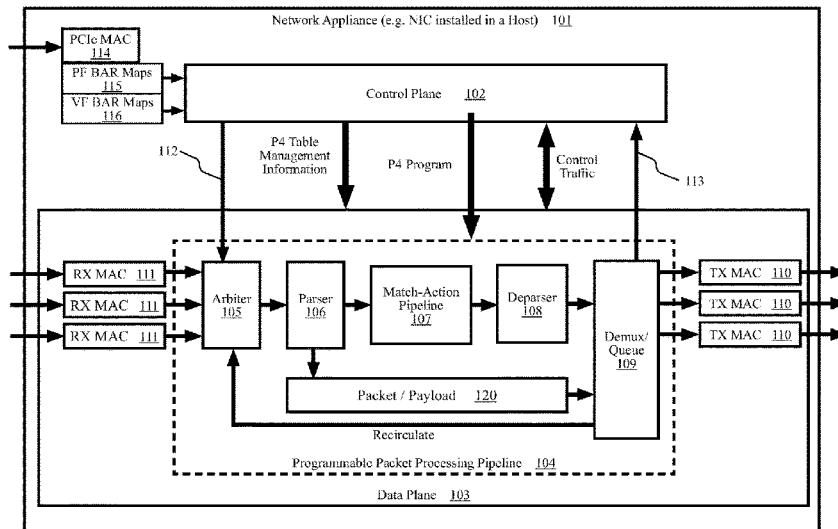 Network Appliance (e.g. NIC installed in a Host) 101
PCIe MAC
114
PF BAR Maps
115
VF BAR Maps
116
Control Plane 102
112
P4 Table
Management
Information
P4 Program
Control
Traffic
113
RX MAC 111
RX MAC 111
RX MAC 111
Arbiter
105
Parser
106
Match-Action
Pipeline
107
Deparser
108
Demux/
Queue
109
TX MAC 110
TX MAC 110
TX MAC 110
Packet / Payload 120
Recirculate
Programmable Packet Processing Pipeline 104
Data Plane 103